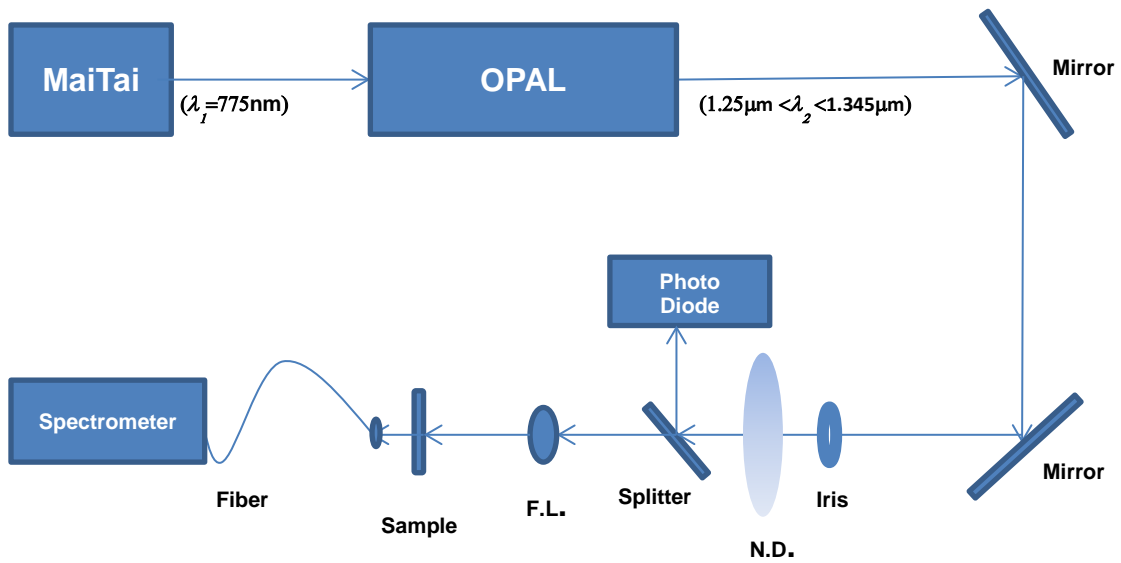 MaiTai
OPAL
Mirror
(λ₁=775nm)
(1.25µm <λ₂ <1.345µm)
Photo
Diode
Spectrometer
Mirror
Fiber
Sample
F.L.
Splitter
Iris
N.D.